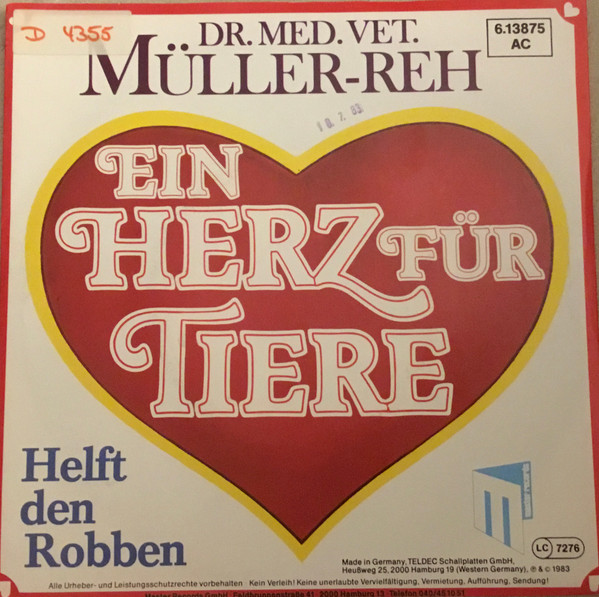 D 4355
DR. MED. VET.
MÜLLER-REH
6.13875
AC
EIN
HERZ FÜR
TIERE
Helft
den
Robben
LC 7276
Made in Germany, TELDEC Schallplatten GmbH,
Heußweg 25, 2000 Hamburg 19 (Western Germany), ℗ & © 1983
Alle Urheber- und Leistungsschutzrechte vorbehalten Kein Verleih! Keine unerlaubte Vervielfältigung, Vermietung, Aufführung, Sendung!